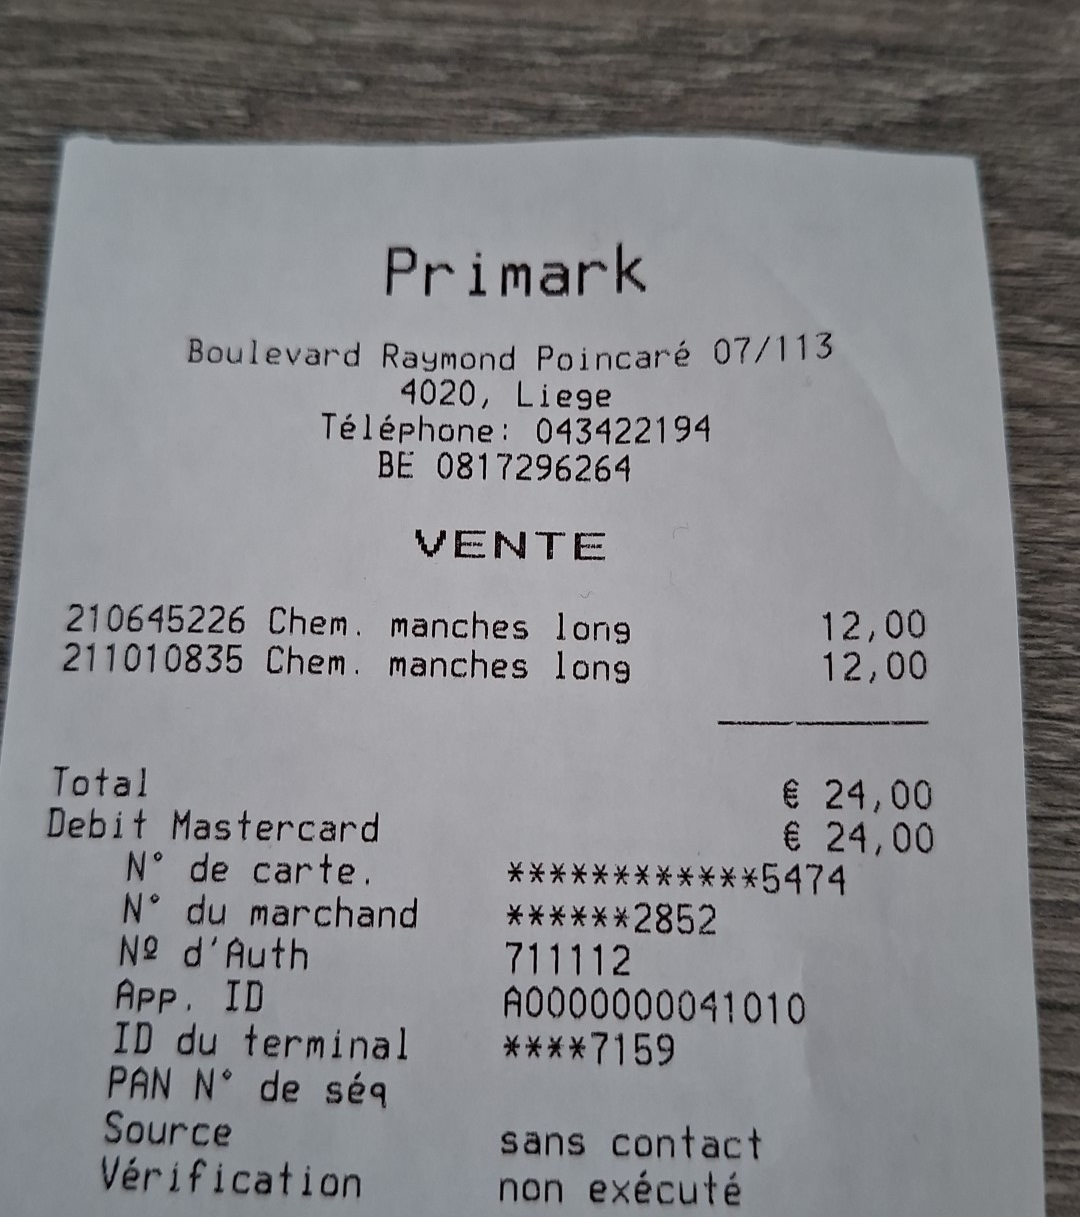 Primark
Boulevard Raymond Poincaré 07/113
4020, Liege
Téléphone: 043422194
BE 0817296264
VENTE
210645226 Chem. manches long 12,00
211010835 Chem. manches long 12,00
Total € 24,00
Debit Mastercard € 24,00
N° de carte. ************5474
N° du marchand ******2852
Nº d'Auth 711112
App. ID A0000000041010
ID du terminal ****7159
PAN N° de séq
Source sans contact
Vérification non exécuté